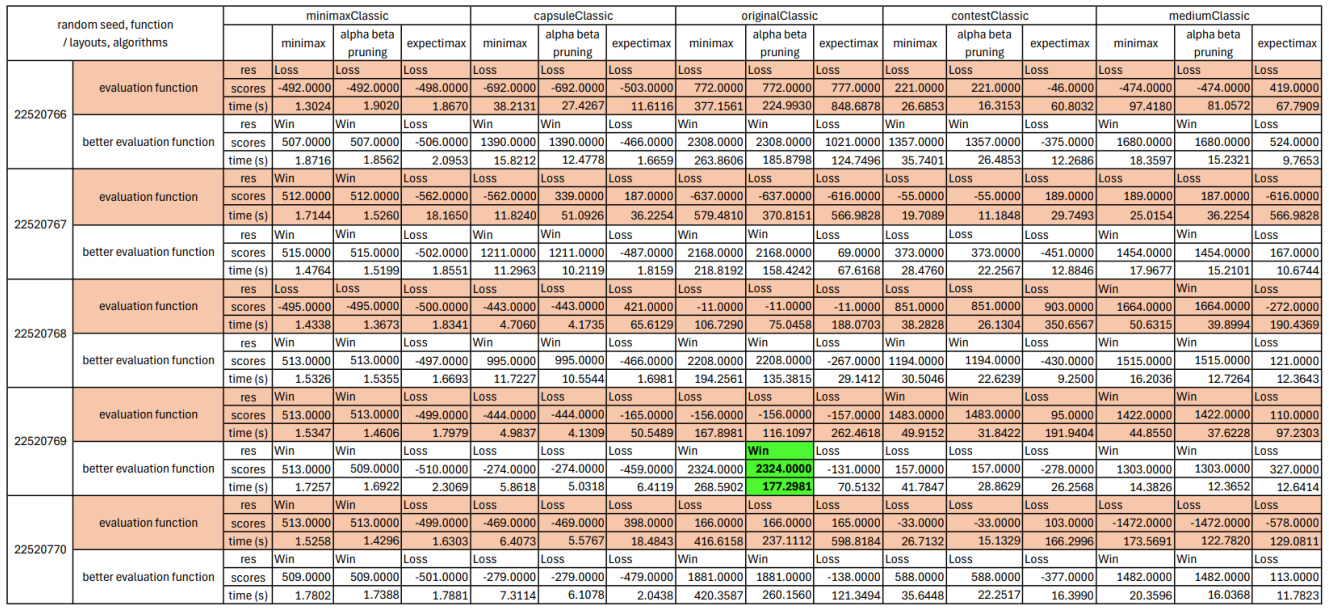 random seed, function / layouts, algorithms minimaxClassic capsuleClassic originalClassic contestClassic mediumClassic
minimax alpha beta pruning expectimax minimax alpha beta pruning expectimax minimax alpha beta pruning expectimax minimax alpha beta pruning expectimax minimax alpha beta pruning expectimax
22520766 evaluation function res Loss Loss Loss Loss Loss Loss Loss Loss Loss Loss Loss Loss Loss Loss Loss
scores -492.0000 -492.0000 -498.0000 -692.0000 -692.0000 -503.0000 772.0000 772.0000 777.0000 221.0000 221.0000 -46.0000 -474.0000 -474.0000 419.0000
time (s) 1.3024 1.9020 1.8670 38.2131 27.4267 11.6116 377.1561 224.9930 848.6878 26.6853 16.3153 60.8032 97.4180 81.0572 67.7909
better evaluation function res Win Win Loss Win Win Loss Win Win Loss Win Win Loss Win Win Loss
scores 507.0000 507.0000 -506.0000 1390.0000 1390.0000 -466.0000 2308.0000 2308.0000 1021.0000 1357.0000 1357.0000 -375.0000 1680.0000 1680.0000 524.0000
time (s) 1.8716 1.8562 2.0953 15.8212 12.4778 1.6659 263.8606 185.8798 124.7496 35.7401 26.4853 12.2686 18.3597 15.2321 9.7653
22520767 evaluation function res Win Win Loss Loss Loss Loss Loss Loss Loss Loss Loss Loss Loss Loss Loss
scores 512.0000 512.0000 -562.0000 -562.0000 339.0000 187.0000 -637.0000 -637.0000 -616.0000 -55.0000 -55.0000 189.0000 189.0000 187.0000 -616.0000
time (s) 1.7144 1.5260 18.1650 11.8240 51.0926 36.2254 579.4810 370.8151 566.9828 19.7089 11.1848 29.7493 25.0154 36.2254 566.9828
better evaluation function res Win Win Loss Win Win Loss Win Win Loss Loss Loss Loss Win Win Loss
scores 515.0000 515.0000 -502.0000 1211.0000 1211.0000 -487.0000 2168.0000 2168.0000 69.0000 373.0000 373.0000 -451.0000 1454.0000 1454.0000 167.0000
time (s) 1.4764 1.5199 1.8551 11.2963 10.2119 1.8159 218.8192 158.4242 67.6168 28.4760 22.2567 12.8846 17.9677 15.2101 10.6744
22520768 evaluation function res Loss Loss Loss Loss Loss Loss Loss Loss Loss Loss Loss Loss Win Win Loss
scores -495.0000 -495.0000 -500.0000 -443.0000 -443.0000 421.0000 -11.0000 -11.0000 -11.0000 851.0000 851.0000 903.0000 1664.0000 1664.0000 -272.0000
time (s) 1.4338 1.3673 1.8341 4.7060 4.1735 65.6129 106.7290 75.0458 188.0703 38.2828 26.1304 350.6567 50.6315 39.8994 190.4369
better evaluation function res Win Win Loss Win Win Loss Win Win Loss Win Win Loss Win Win Loss
scores 513.0000 513.0000 -497.0000 995.0000 995.0000 -466.0000 2208.0000 2208.0000 -267.0000 1194.0000 1194.0000 -430.0000 1515.0000 1515.0000 121.0000
time (s) 1.5326 1.5355 1.6693 11.7227 10.5544 1.6981 194.2561 135.3815 29.1412 30.5046 22.6239 9.2500 16.2036 12.7264 12.3643
22520769 evaluation function res Win Win Loss Loss Loss Loss Loss Loss Loss Win Win Loss Win Win Loss
scores 513.0000 513.0000 -499.0000 -444.0000 -444.0000 -165.0000 -156.0000 -156.0000 -157.0000 1483.0000 1483.0000 95.0000 1422.0000 1422.0000 110.0000
time (s) 1.5347 1.4606 1.7979 4.9837 4.1309 50.5489 167.8981 116.1097 262.4618 49.9152 31.8422 191.9404 44.8550 37.6228 97.2303
better evaluation function res Win Win Loss Loss Loss Loss Win Win Loss Loss Loss Loss Win Win Loss
scores 513.0000 509.0000 -510.0000 -274.0000 -274.0000 -459.0000 2324.0000 2324.0000 -131.0000 157.0000 157.0000 -278.0000 1303.0000 1303.0000 327.0000
time (s) 1.7257 1.6922 2.3069 5.8618 5.0318 6.4119 268.5902 177.2981 70.5132 41.7847 28.8629 26.2568 14.3826 12.3652 12.6414
22520770 evaluation function res Win Win Loss Loss Loss Loss Loss Loss Loss Loss Loss Loss Loss Loss Loss
scores 513.0000 513.0000 -499.0000 -469.0000 -469.0000 398.0000 166.0000 166.0000 165.0000 -33.0000 -33.0000 103.0000 -1472.0000 -1472.0000 -578.0000
time (s) 1.5258 1.4296 1.6303 6.4073 5.5767 18.4843 416.6158 237.1112 598.8184 26.7132 15.1329 166.2996 173.5691 122.7820 129.0811
better evaluation function res Win Win Loss Loss Loss Loss Win Win Loss Loss Loss Loss Win Win Loss
scores 509.0000 509.0000 -501.0000 -279.0000 -279.0000 -479.0000 1881.0000 1881.0000 -138.0000 588.0000 588.0000 -377.0000 1482.0000 1482.0000 113.0000
time (s) 1.7802 1.7388 1.7881 7.3114 6.1078 2.0438 420.3587 260.1560 121.3494 35.6448 22.2517 16.3990 20.3596 16.0368 11.7823